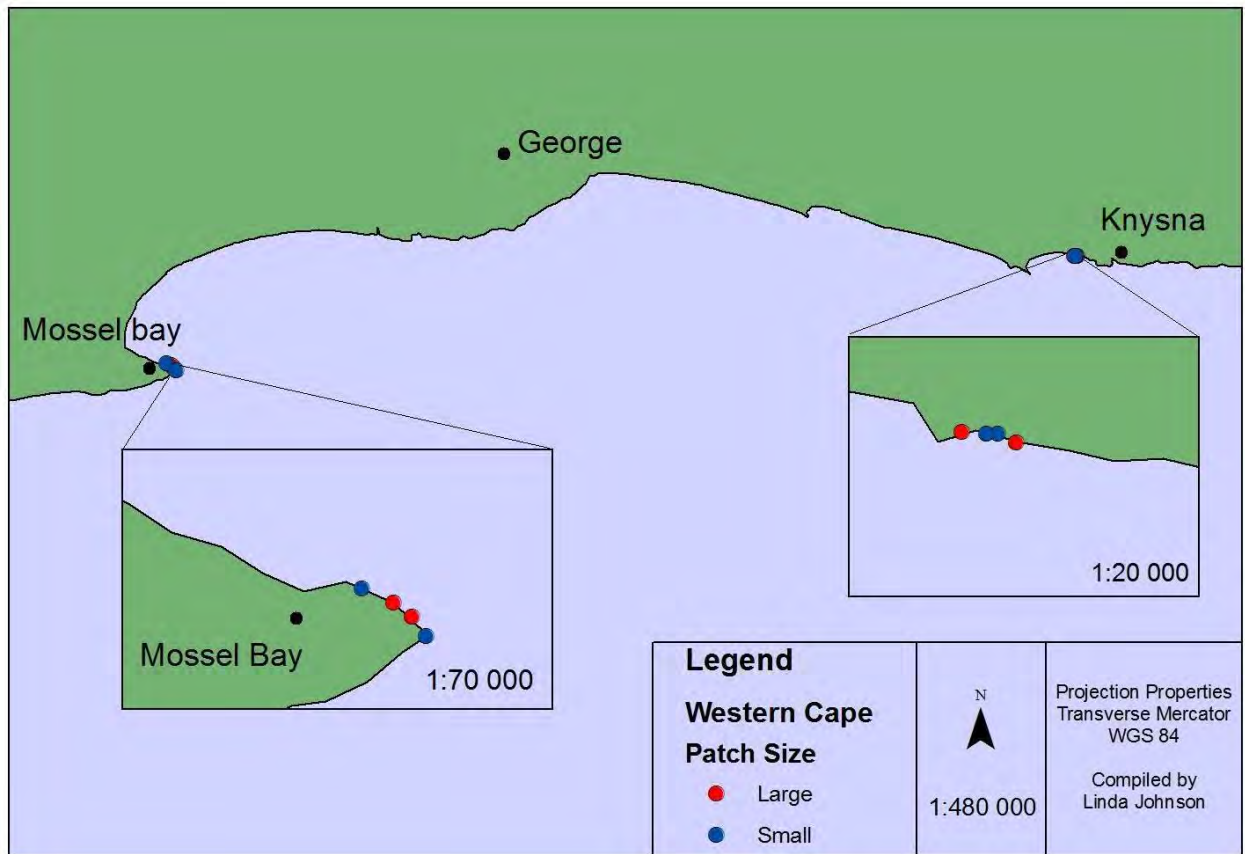 George
Knysna
Mossel bay
1:20 000
Mossel Bay
1:70 000
Legend
Western Cape
Patch Size
Large
Small
N
1:480 000
Projection Properties
Transverse Mercator
WGS 84
Compiled by
Linda Johnson